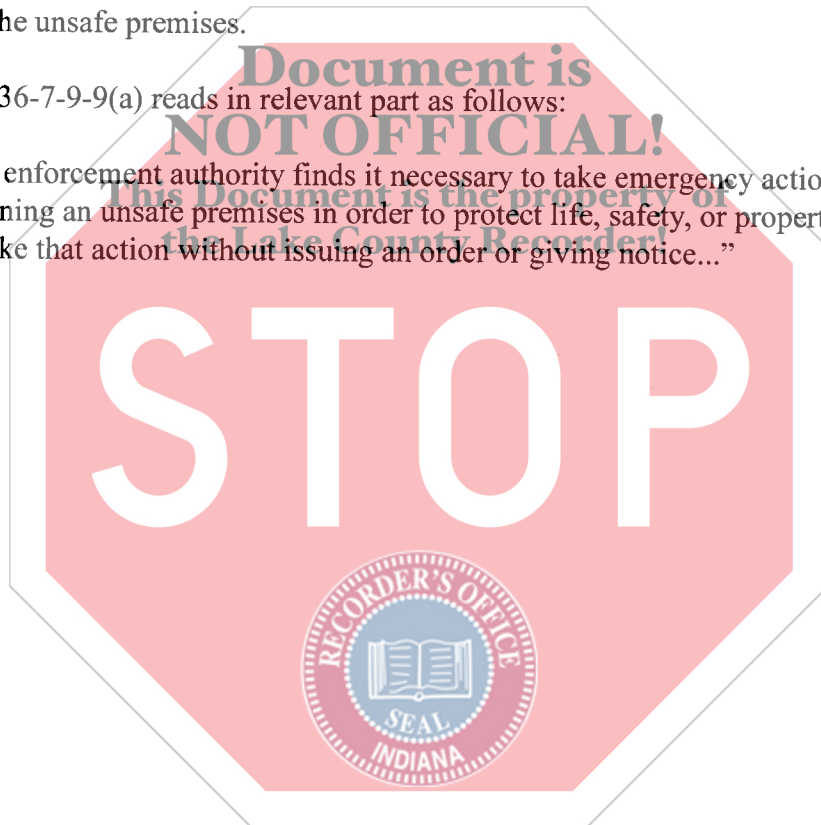 he unsafe premises.
Document is
36-7-9-9(a) reads in relevant part as follows:
NOT OFFICIAL!
enforcement authority finds it necessary to take emergency actio
This Document is the property of
ning an unsafe premises in order to protect life, safety, or propert
the Lake County Recorder!
ke that action without issuing an order or giving notice...”
STOP
RECORDER'S OFFICE
SEAL
INDIANA